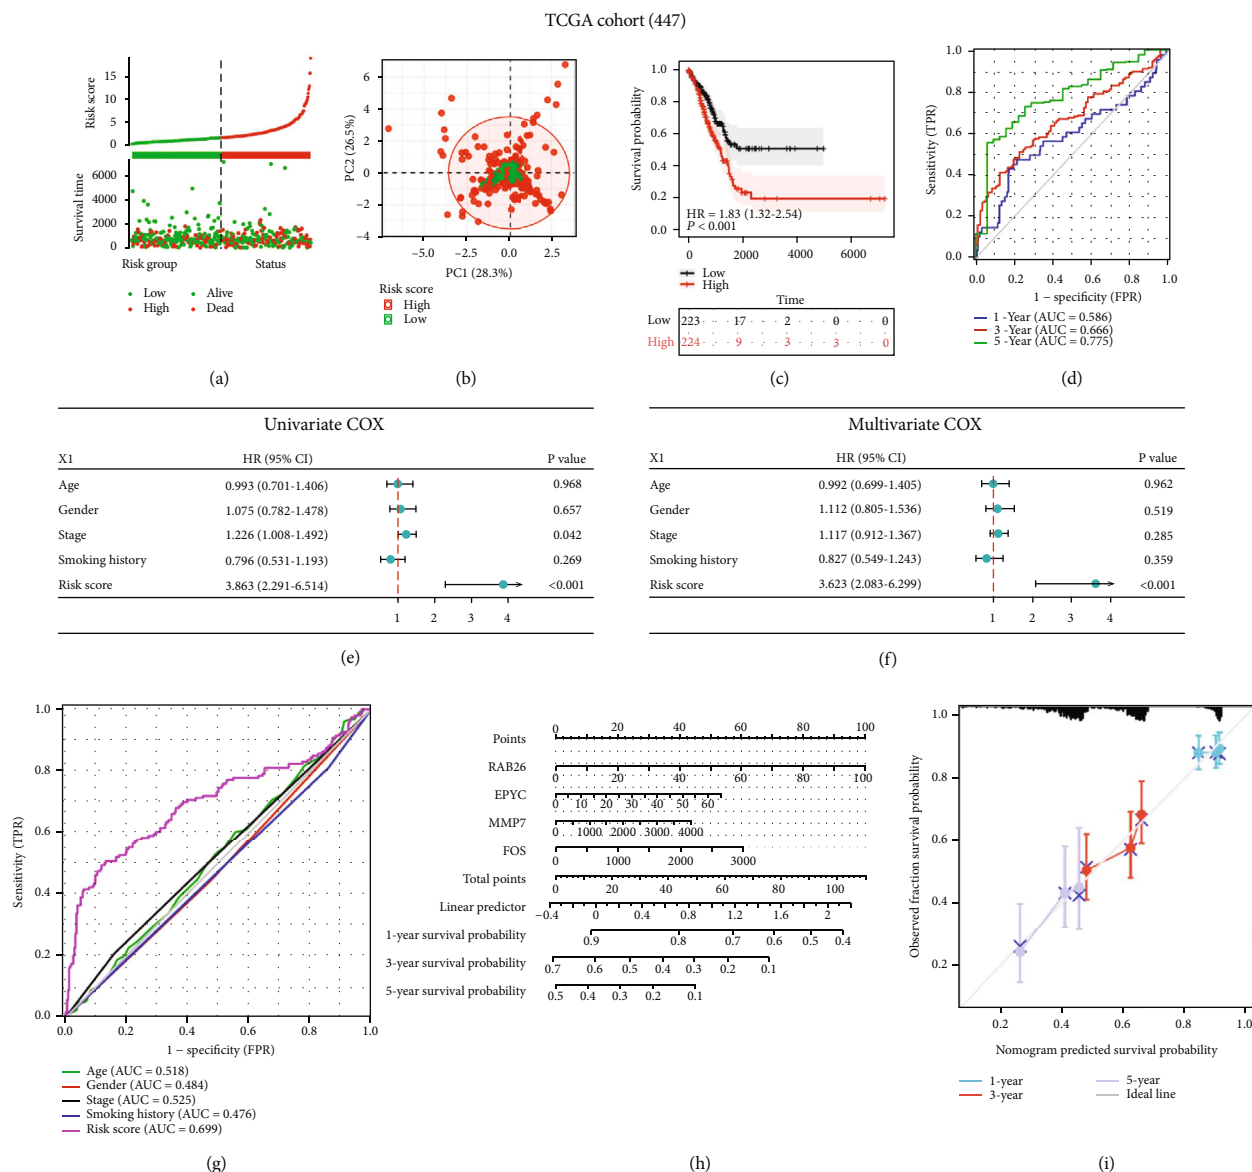 TCGA cohort (447)
Risk score
15
10
5
0
Survival time
6000
4000
2000
0
Risk group
Status
Low
High
Alive
Dead
(a)
PC2 (26.5%)
6
4
2
0
−2
−4
−5.0
−2.5
0.0
2.5
5.0
PC1 (28.3%)
Risk score
High
Low
(b)
Survival probability
1.0
0.8
0.6
0.4
0.2
0.0
HR = 1.83 (1.32-2.54)
P < 0.001
0
2000
4000
6000
Low
High
Time
Low 223 17 2 0 0
High 224 9 3 3 0
(c)
Sensitivity (TPR)
1.0
0.8
0.6
0.4
0.2
0.0
0.0 0.2 0.4 0.6 0.8 1.0
1 − specificity (FPR)
1 -Year (AUC = 0.586)
3 -Year (AUC = 0.666)
5 -Year (AUC = 0.775)
(d)
Univariate COX
X1 HR (95% CI) P value
Age 0.993 (0.701-1.406) 0.968
Gender 1.075 (0.782-1.478) 0.657
Stage 1.226 (1.008-1.492) 0.042
Smoking history 0.796 (0.531-1.193) 0.269
Risk score 3.863 (2.291-6.514) <0.001
1 2 3 4
(e)
Multivariate COX
X1 HR (95% CI) P value
Age 0.992 (0.699-1.405) 0.962
Gender 1.112 (0.805-1.536) 0.519
Stage 1.117 (0.912-1.367) 0.285
Smoking history 0.827 (0.549-1.243) 0.359
Risk score 3.623 (2.083-6.299) <0.001
1 2 3 4
(f)
Sensitivity (TPR)
1.0
0.8
0.6
0.4
0.2
0.0
0.0 0.2 0.4 0.6 0.8 1.0
1 − specificity (FPR)
Age (AUC = 0.518)
Gender (AUC = 0.484)
Stage (AUC = 0.525)
Smoking history (AUC = 0.476)
Risk score (AUC = 0.699)
(g)
Points 0 20 40 60 80 100
RAB26 0 20 40 60 80 100
EPYC 0 10 20 30 40 50 60
MMP7 0 1000 2000 3000 4000
FOS 0 1000 2000 3000
Total points 0 20 40 60 80 100
Linear predictor −0.4 0 0.4 0.8 1.2 1.6 2
1-year survival probability 0.9 0.8 0.7 0.6 0.5 0.4
3-year survival probability 0.7 0.6 0.5 0.4 0.3 0.2 0.1
5-year survival probability 0.5 0.4 0.3 0.2 0.1
(h)
Observed fraction survival probability
1.0
0.8
0.6
0.4
0.2
0.2 0.4 0.6 0.8 1.0
Nomogram predicted survival probability
1-year
3-year
5-year
Ideal line
(i)